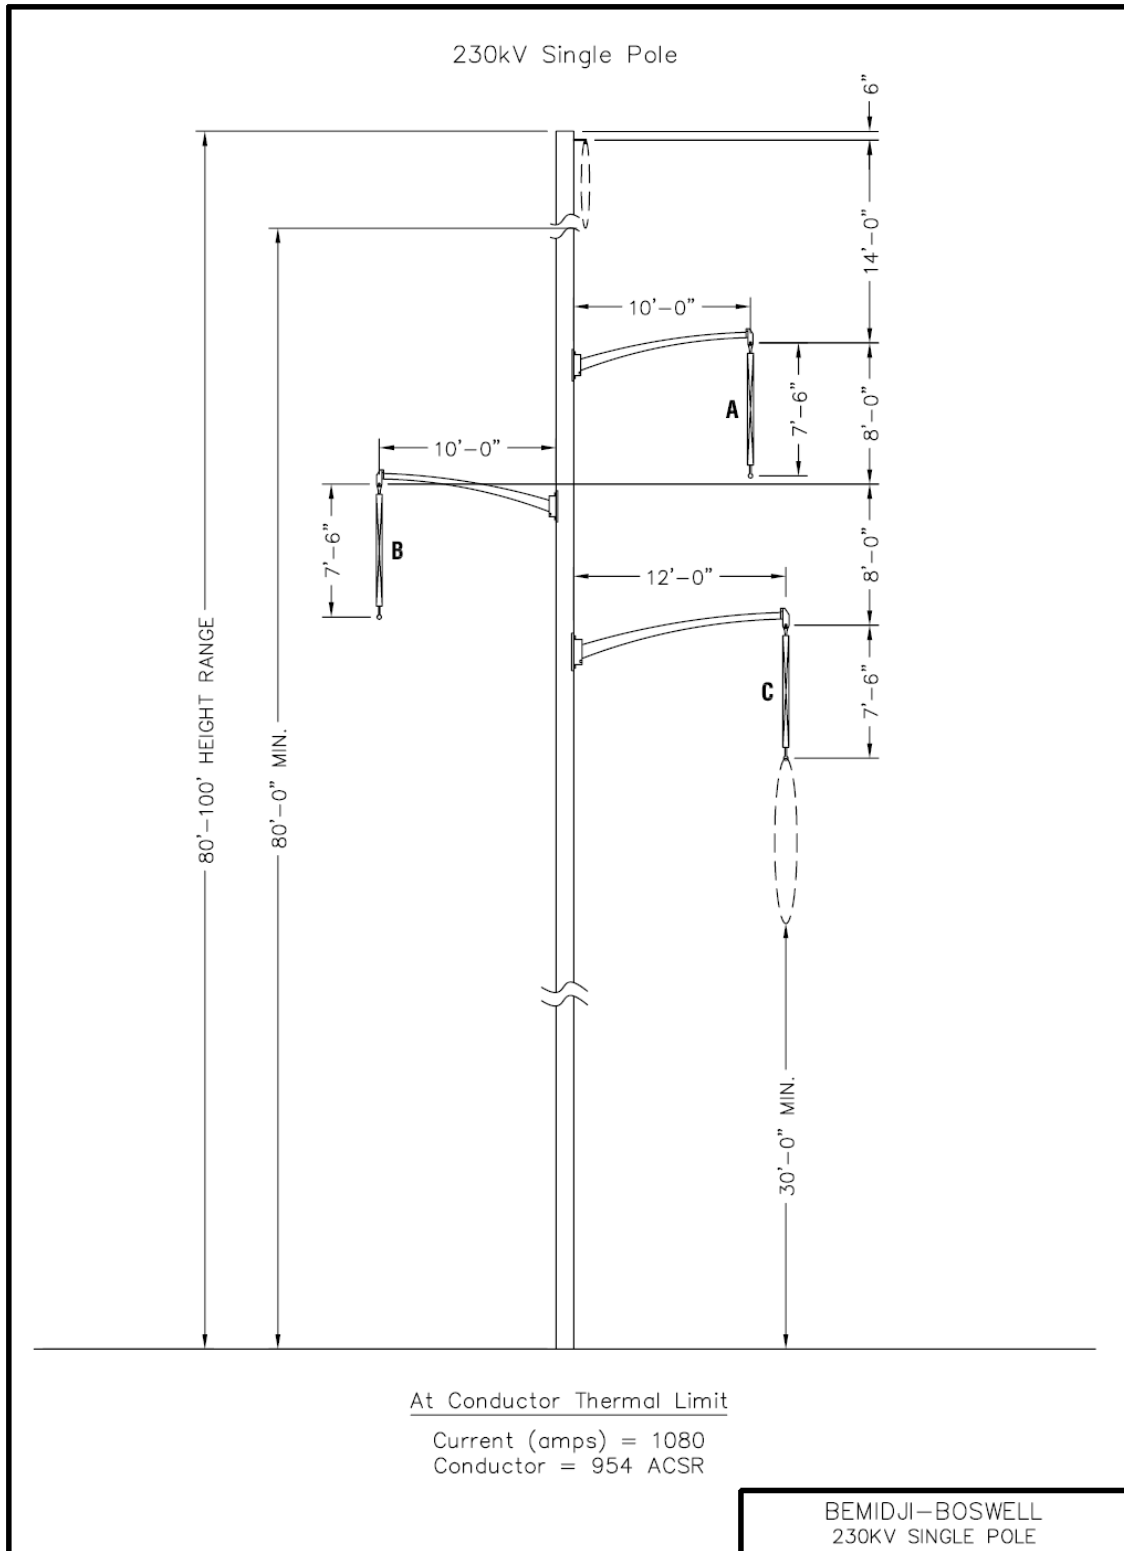 230kV Single Pole
6"
14'-0"
10'-0"
A
7'-6"
8'-0"
10'-0"
B
7'-6"
8'-0"
12'-0"
C
7'-6"
80'-100' HEIGHT RANGE
80'-0" MIN.
30'-0" MIN.
At Conductor Thermal Limit
Current (amps) = 1080
Conductor = 954 ACSR
BEMIDJI-BOSWELL
230KV SINGLE POLE